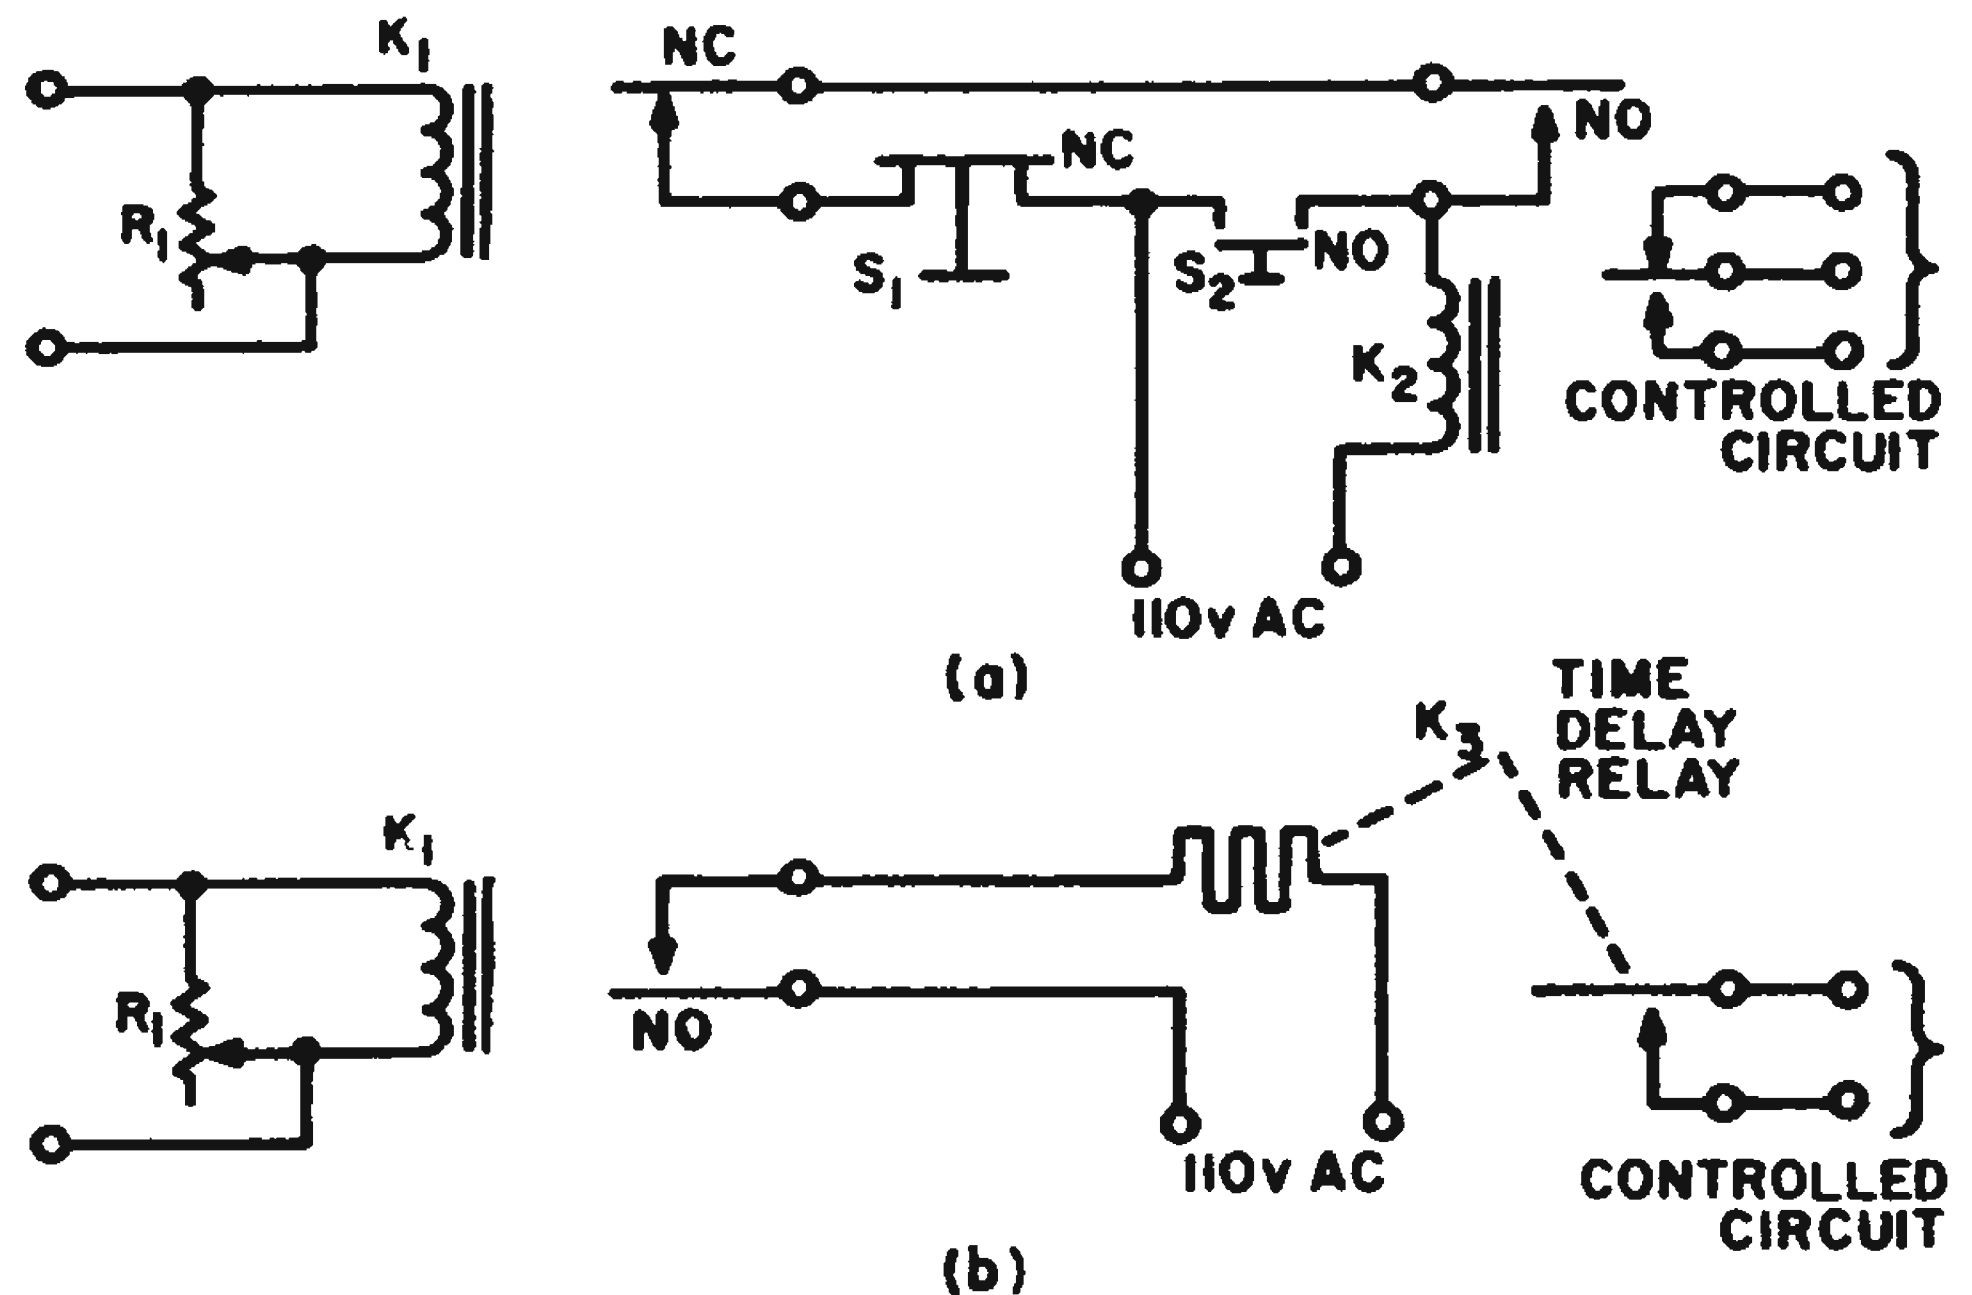 K1
NC
NO
NC
R1
S1
S2
NO
K2
CONTROLLED
CIRCUIT
110v AC
(a)
TIME
DELAY
RELAY
K3
K1
R1
NO
110v AC
CONTROLLED
CIRCUIT
(b)